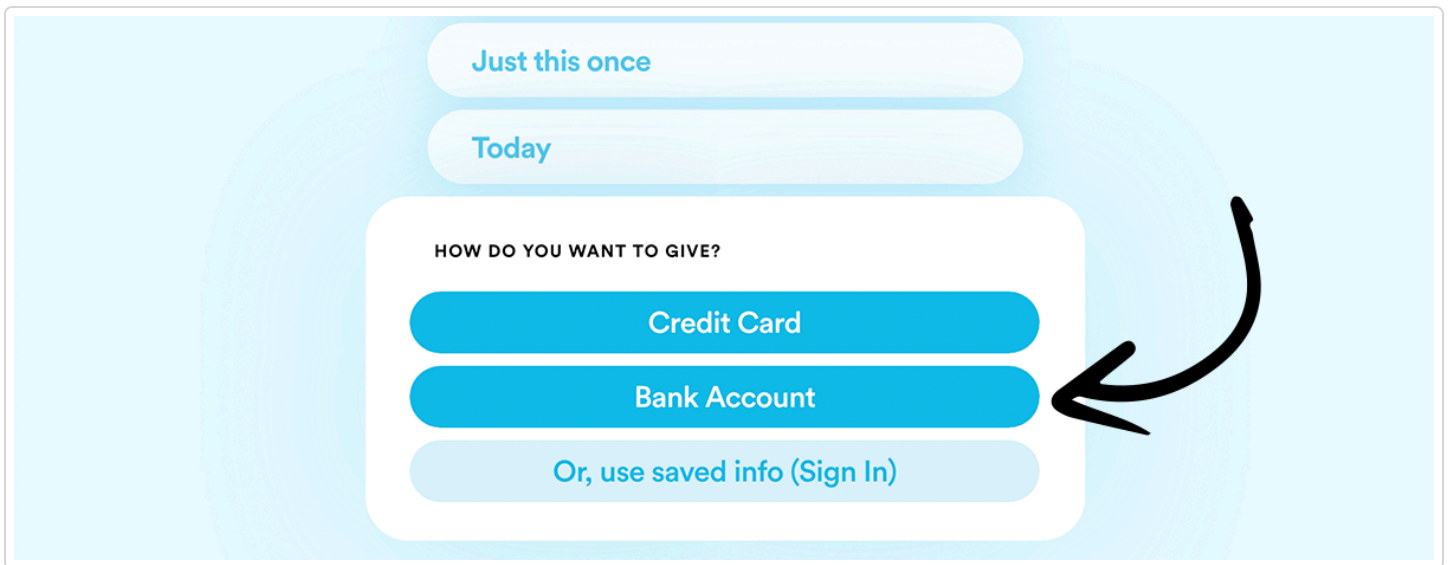 Just this once
Today
HOW DO YOU WANT TO GIVE?
Credit Card
Bank Account
Or, use saved info (Sign In)